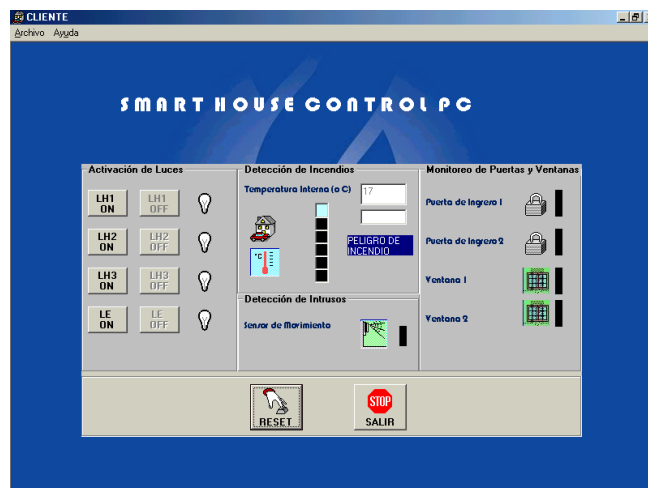 CLIENTE
Archivo Ayuda
SMART HOUSE CONTROL PC
Activación de Luces
LH1 ON
LH1 OFF
LH2 ON
LH2 OFF
LH3 ON
LH3 OFF
LE ON
LE OFF
Detección de Incendios
Temperatura Interna (o C)
17
°C
PELIGRO DE
INCENDIO
Detección de Intrusos
Sensor de Movimiento
Monitoreo de Puertas y Ventanas
Puerta de Ingreso 1
Puerta de Ingreso 2
Ventana 1
Ventana 2
RESET
STOP
SALIR